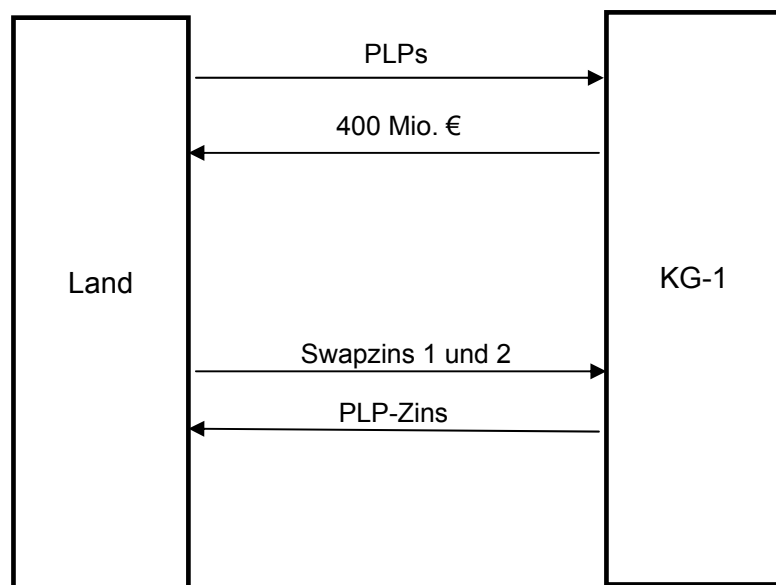 PLPs
400 Mio. €
Land
KG-1
Swapzins 1 und 2
PLP-Zins